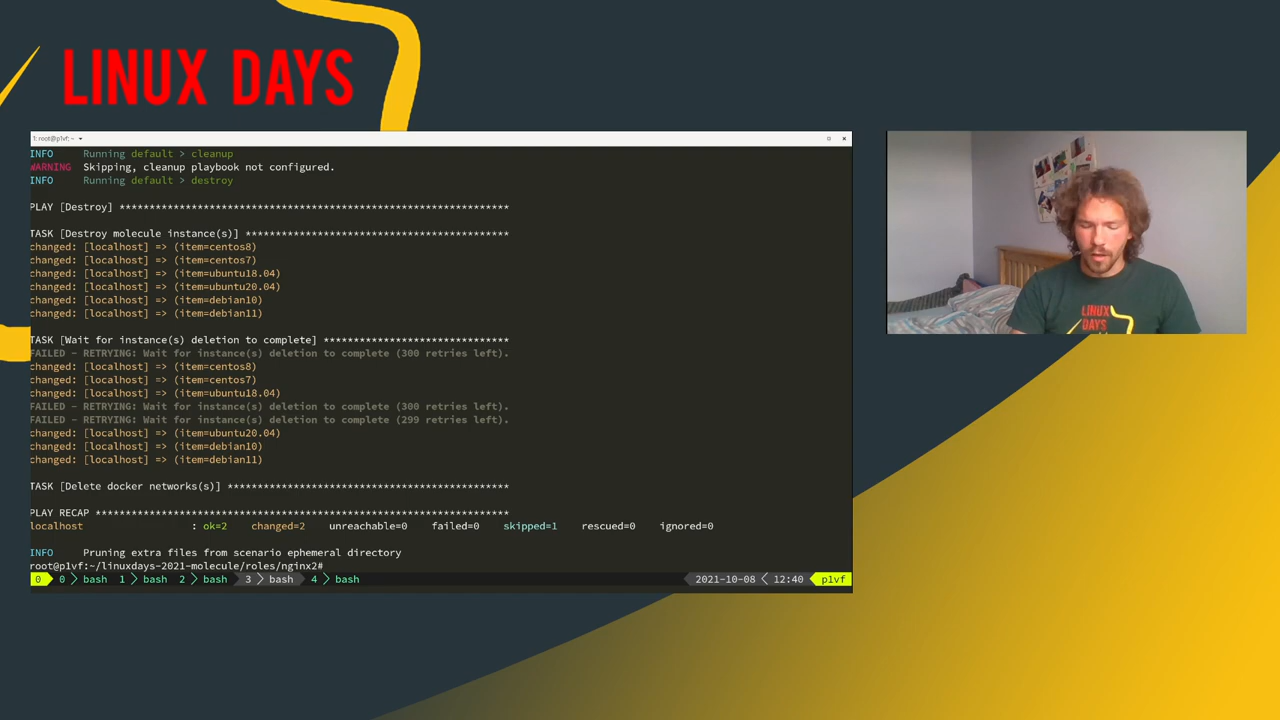 LINUX DAYS
1: root@p1vf: ~
INFO     Running default > cleanup
WARNING  Skipping, cleanup playbook not configured.
INFO     Running default > destroy
PLAY [Destroy] *****************************************************************
TASK [Destroy molecule instance(s)] ********************************************
changed: [localhost] => (item=centos8)
changed: [localhost] => (item=centos7)
changed: [localhost] => (item=ubuntu18.04)
changed: [localhost] => (item=ubuntu20.04)
changed: [localhost] => (item=debian10)
changed: [localhost] => (item=debian11)
TASK [Wait for instance(s) deletion to complete] *******************************
FAILED - RETRYING: Wait for instance(s) deletion to complete (300 retries left).
changed: [localhost] => (item=centos8)
changed: [localhost] => (item=centos7)
changed: [localhost] => (item=ubuntu18.04)
FAILED - RETRYING: Wait for instance(s) deletion to complete (300 retries left).
FAILED - RETRYING: Wait for instance(s) deletion to complete (299 retries left).
changed: [localhost] => (item=ubuntu20.04)
changed: [localhost] => (item=debian10)
changed: [localhost] => (item=debian11)
TASK [Delete docker networks(s)] ***********************************************
PLAY RECAP *********************************************************************
localhost                  : ok=2    changed=2    unreachable=0    failed=0    skipped=1    rescued=0    ignored=0
INFO     Pruning extra files from scenario ephemeral directory
root@p1vf:~/linuxdays-2021-molecule/roles/nginx2#
0 0 bash 1 bash 2 bash 3 bash 4 bash 2021-10-08 12:40 p1vf
LINUX
DAYS